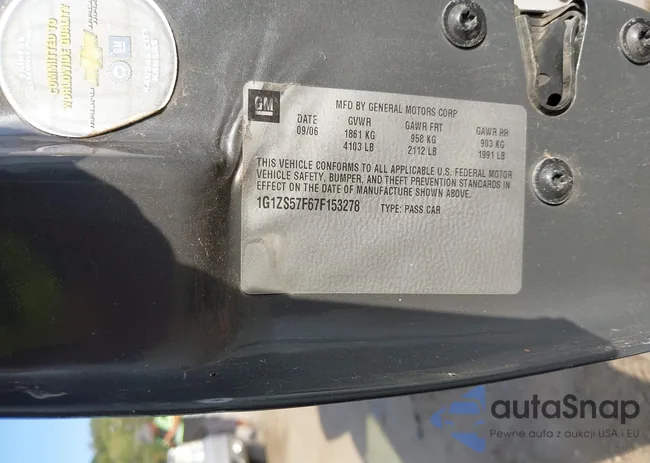 COMMITTED TO
WORLDWIDE QUALITY
GM
MFD BY GENERAL MOTORS CORP
DATE GVWR GAWR FRT GAWR RR
09/06 1861 KG 958 KG 903 KG
4103 LB 2112 LB 1991 LB
THIS VEHICLE CONFORMS TO ALL APPLICABLE U.S. FEDERAL MOTOR
VEHICLE SAFETY, BUMPER, AND THEFT PREVENTION STANDARDS IN
EFFECT ON THE DATE OF MANUFACTURE SHOWN ABOVE.
1G1ZS57F67F153278 TYPE: PASS CAR
autaSnap
Pewne auta z aukcji USA i EU